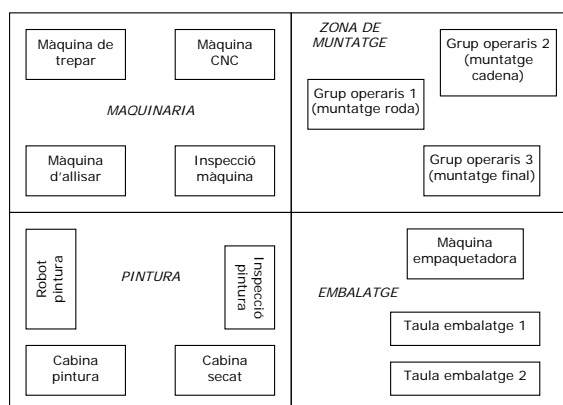 Màquina de
trepar
Màquina
CNC
MAQUINARIA
Màquina
d'allisar
Inspecció
màquina
ZONA DE
MUNTATGE
Grup operaris 2
(muntatge
cadena)
Grup operaris 1
(muntatge roda)
Grup operaris 3
(muntatge final)
Robot
pintura
PINTURA
Inspecció
pintura
Cabina
pintura
Cabina
secat
Màquina
empaquetadora
EMBALATGE
Taula embalatge 1
Taula embalatge 2